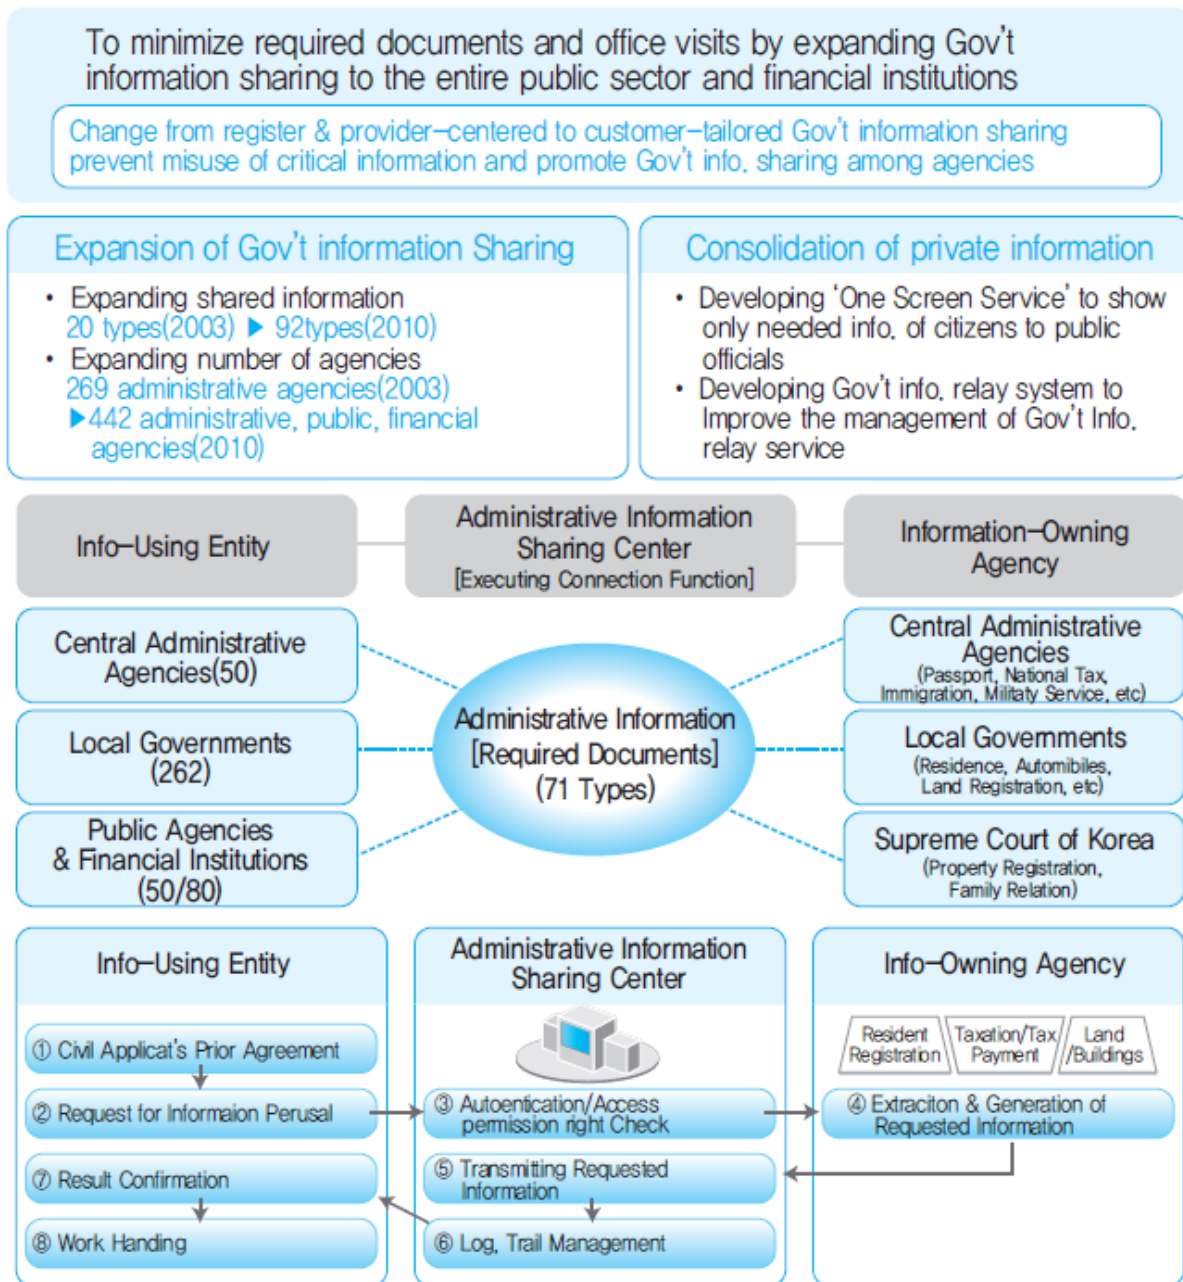 To minimize required documents and office visits by expanding Gov't
information sharing to the entire public sector and financial institutions
Change from register & provider-centered to customer-tailored Gov't information sharing
prevent misuse of critical information and promote Gov't info, sharing among agencies
Expansion of Gov't information Sharing
• Expanding shared information
20 types(2003) ▶ 92types(2010)
• Expanding number of agencies
269 administrative agencies(2003)
▶442 administrative, public, financial
agencies(2010)
Consolidation of private information
• Developing 'One Screen Service' to show
only needed info, of citizens to public
officials
• Developing Gov't info, relay system to
Improve the management of Gov't Info,
relay service
Info-Using Entity
Administrative Information
Sharing Center
[Executing Connection Function]
Information-Owning
Agency
Central Administrative
Agencies(50)
Local Governments
(262)
Public Agencies
& Financial Institutions
(50/80)
Administrative Information
[Required Documents]
(71 Types)
Central Administrative
Agencies
(Passport, National Tax,
Immigration, Militaty Service, etc)
Local Governments
(Residence, Automibiles,
Land Registration, etc)
Supreme Court of Korea
(Property Registration,
Family Relation)
Info-Using Entity
① Civil Applicat's Prior Agreement
② Request for Informaion Perusal
⑦ Result Confirmation
⑧ Work Handing
Administrative Information
Sharing Center
③ Autoentication/Access
permission right Check
⑤ Transmitting Requested
Information
⑥ Log, Trail Management
Info-Owning Agency
Resident
Registration
Taxation/Tax
Payment
Land
/Buildings
④ Extraciton & Generation of
Requested Information